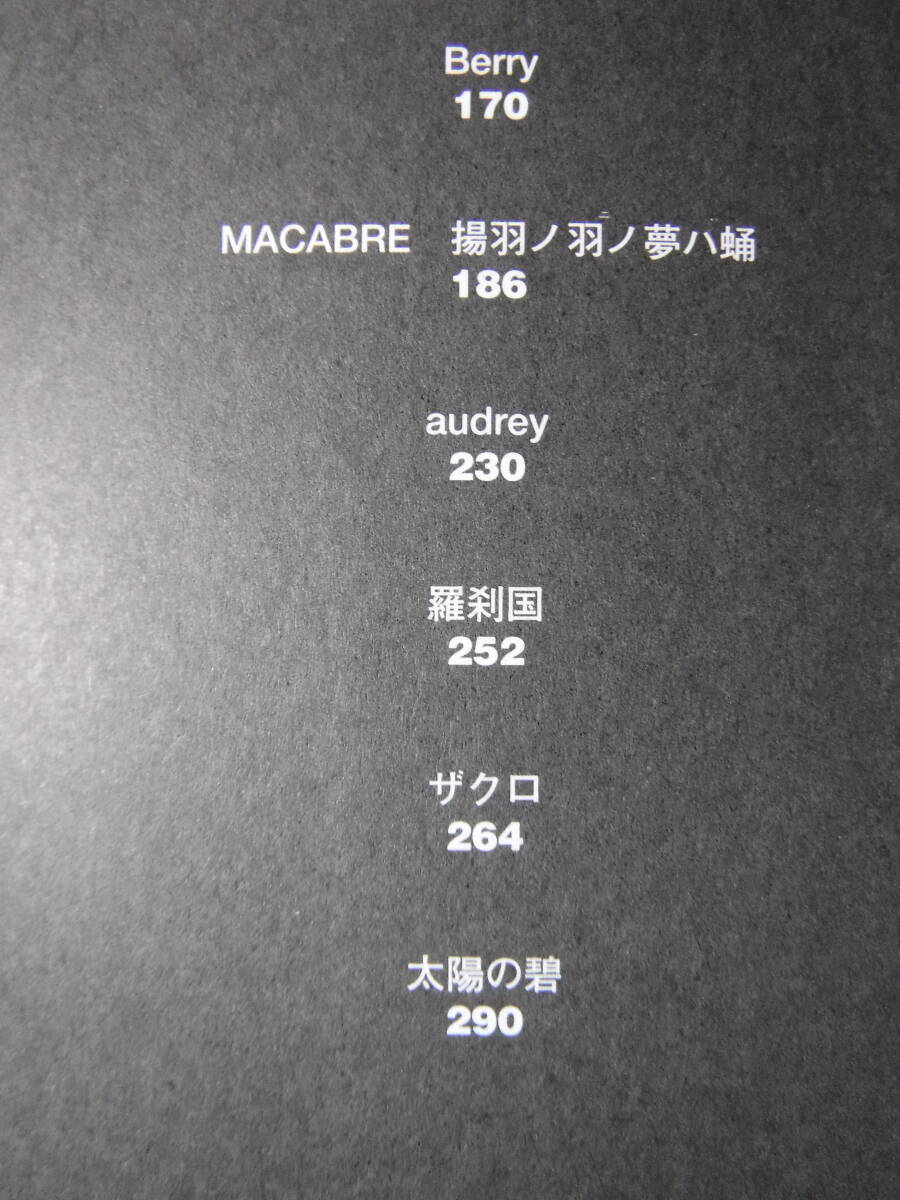 Berry
170
MACABRE 揚羽ノ羽ノ夢ハ蛹
186
audrey
230
羅刹国
252
ザクロ
264
太陽の碧
290